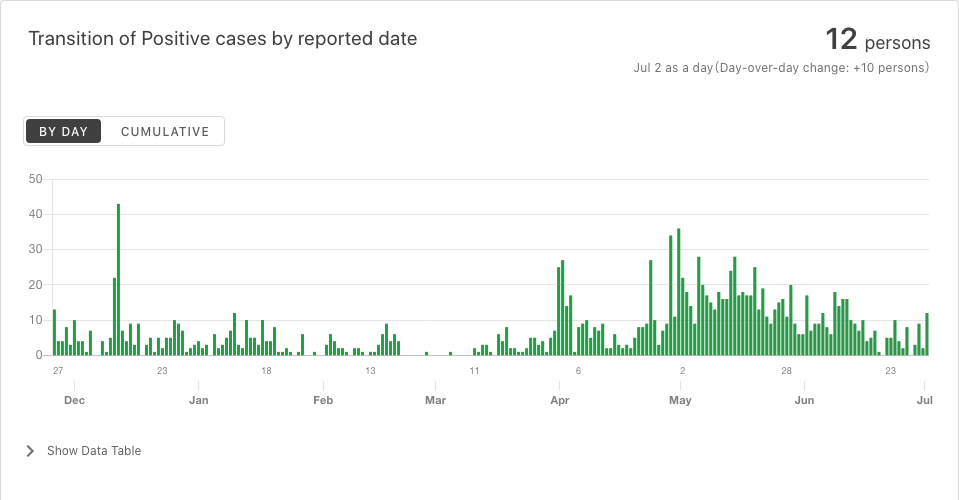 Transition of Positive cases by reported date
12 persons
Jul 2 as a day(Day-over-day change: +10 persons)
BY DAY CUMULATIVE
50
40
30
20
10
0
27 23 18 13 11 6 2 28 23
Dec Jan Feb Mar Apr May Jun Jul
Show Data Table